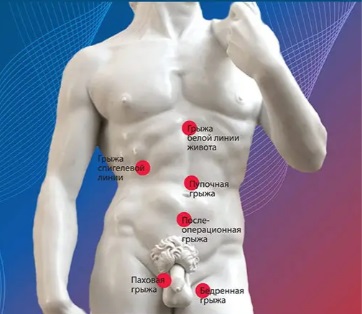 Грыжа
белой линии
живота
Грыжа
спигелевой
линии
Пупочная
грыжа
После-
операционная
грыжа
Паховая
грыжа
Бедренная
грыжа